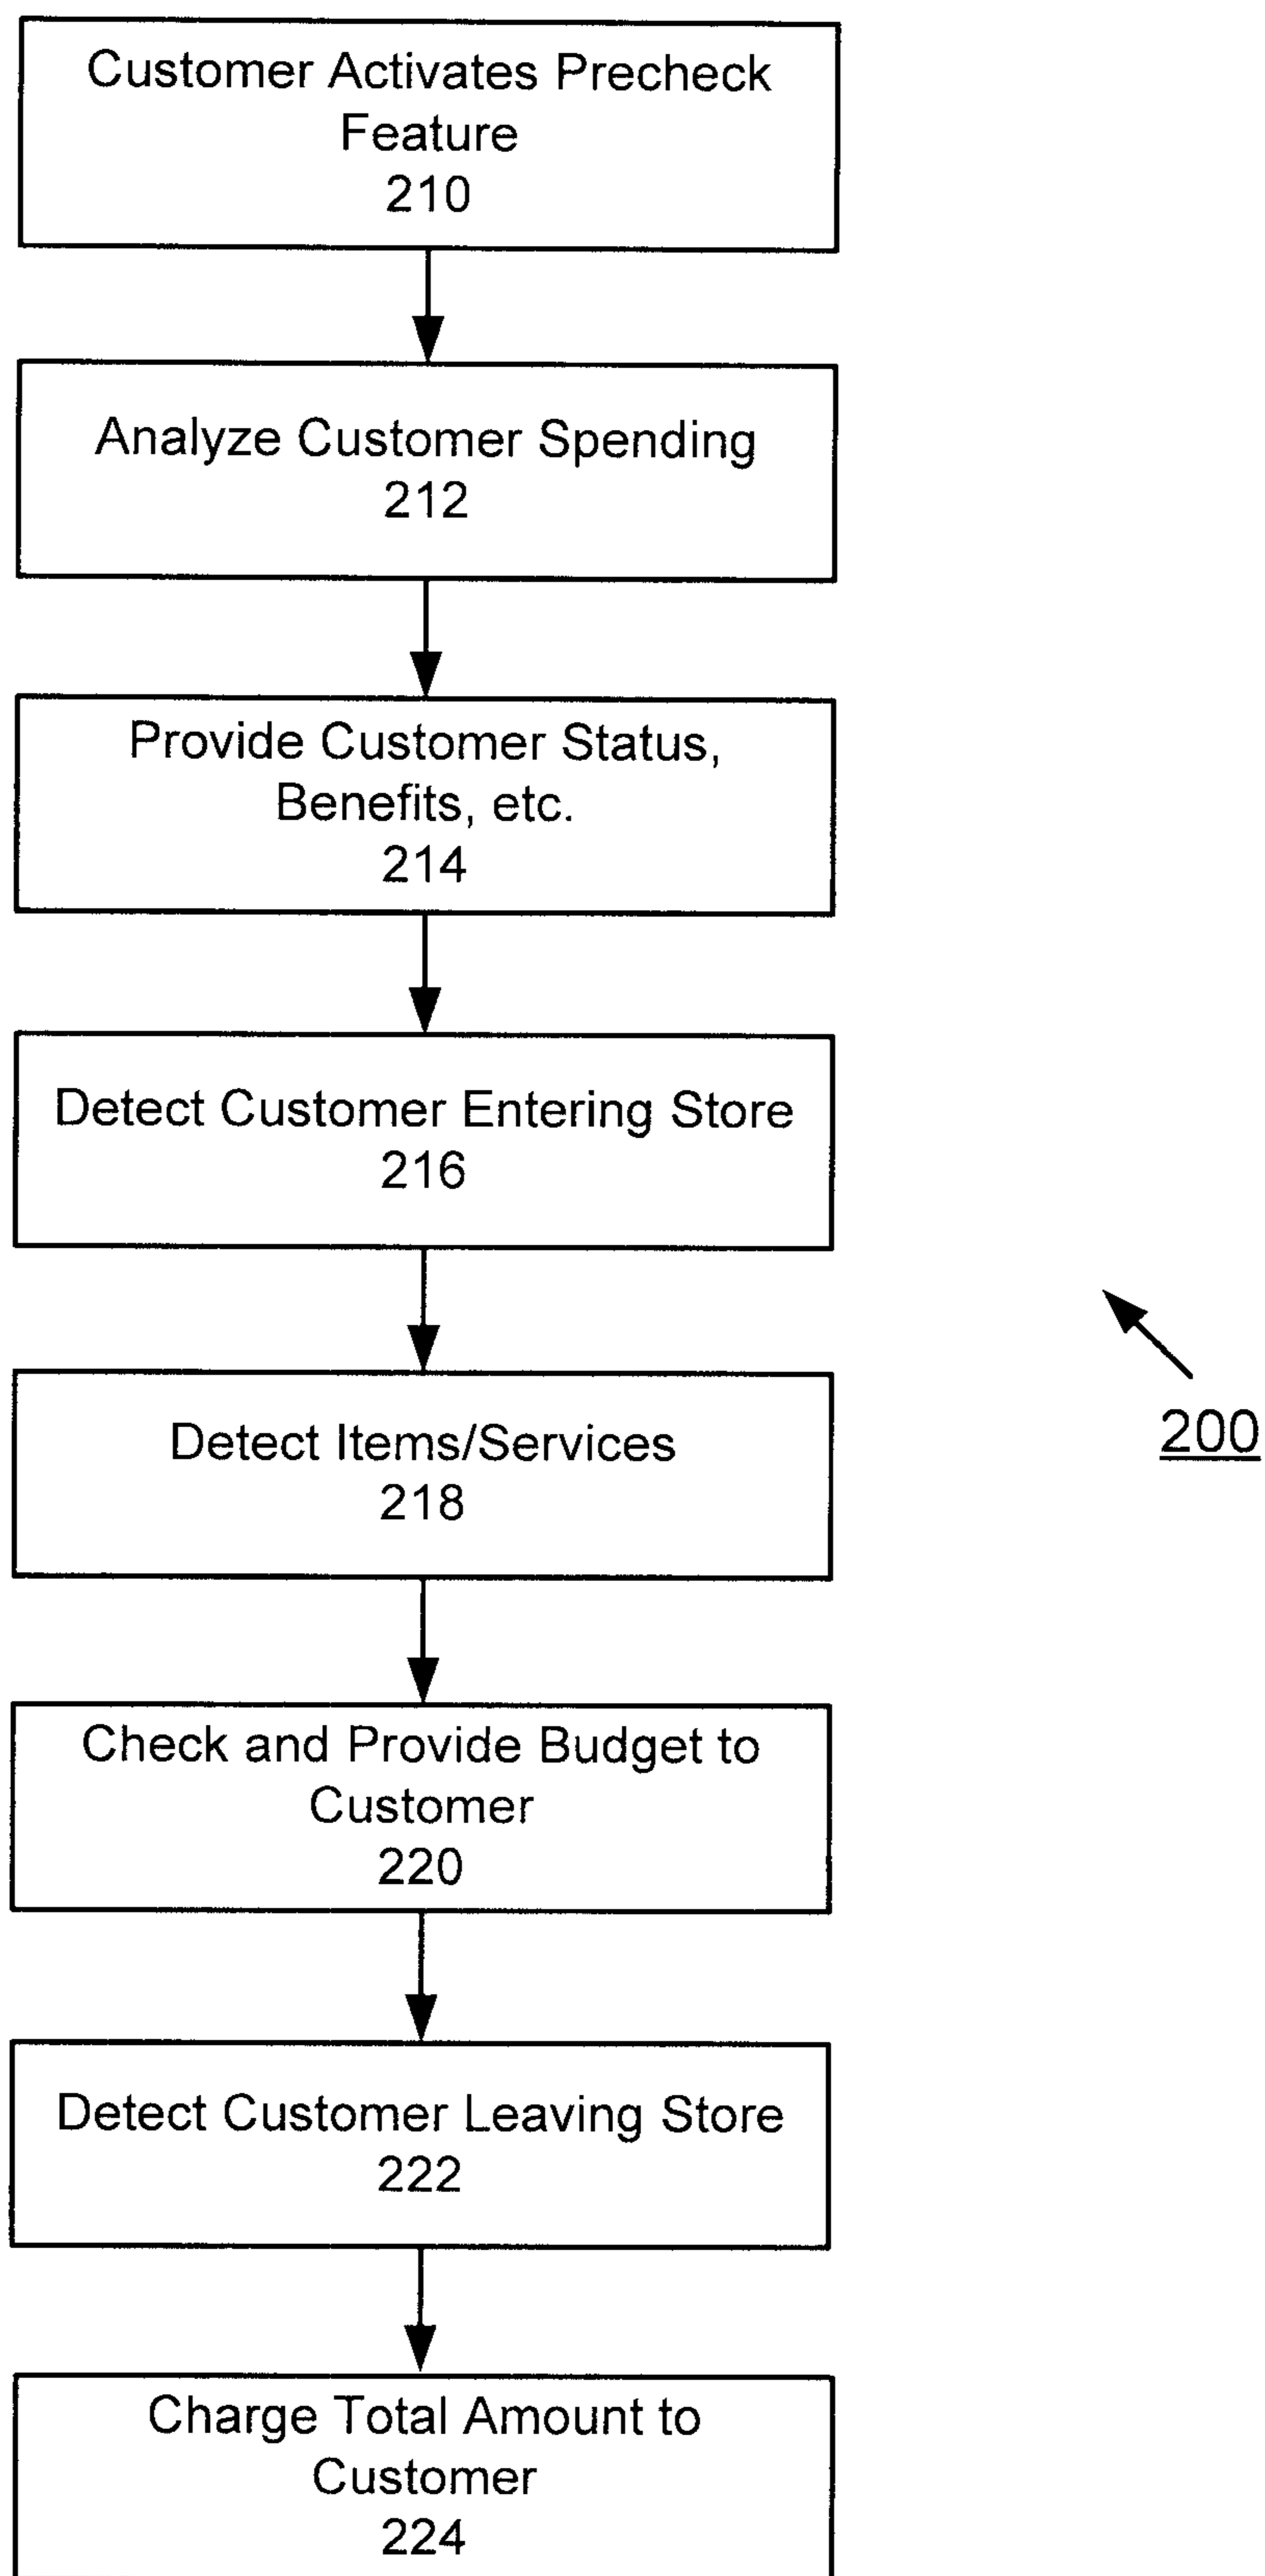 Customer Activates Precheck
Feature
210
Analyze Customer Spending
212
Provide Customer Status,
Benefits, etc.
214
Detect Customer Entering Store
216
Detect Items/Services
218
200
Check and Provide Budget to
Customer
220
Detect Customer Leaving Store
222
Charge Total Amount to
Customer
224